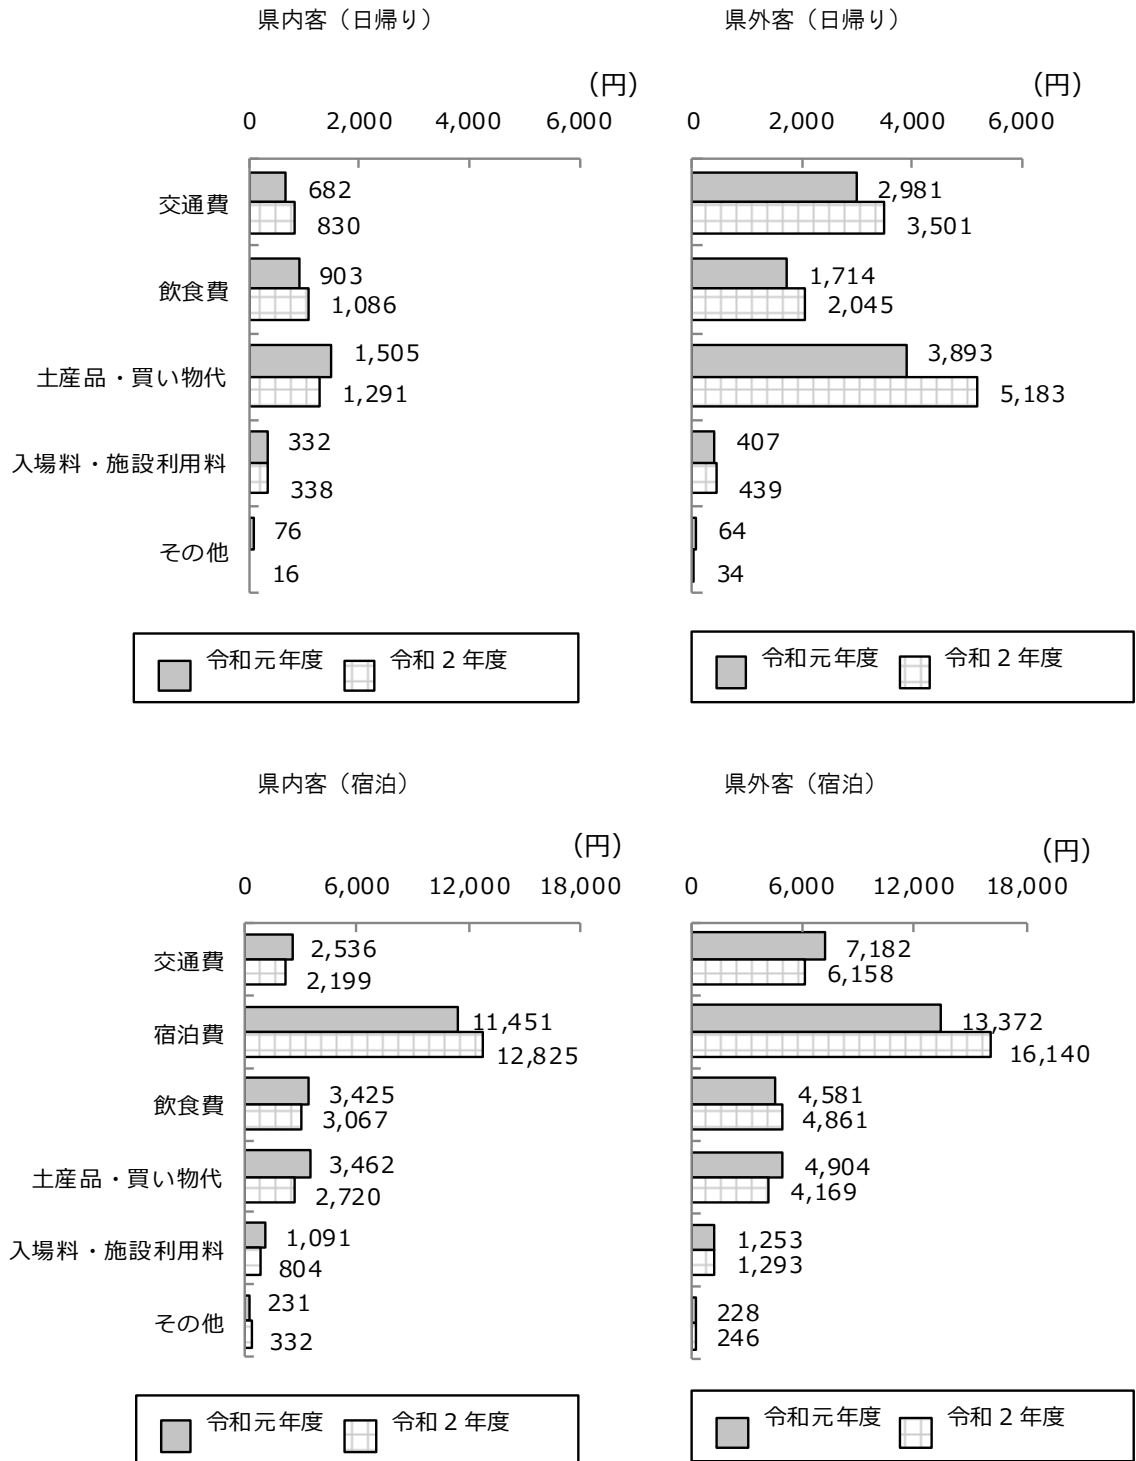 県内客（日帰り）
県外客（日帰り）
(円)
(円)
0 2,000 4,000 6,000
0 2,000 4,000 6,000
交通費 682 2,981
830 3,501
飲食費 903 1,714
1,086 2,045
土産品・買い物代 1,505 3,893
1,291 5,183
入場料・施設利用料 332 407
338 439
その他 76 64
16 34
令和元年度 令和２年度
令和元年度 令和２年度
県内客（宿泊）
県外客（宿泊）
(円)
(円)
0 6,000 12,000 18,000
0 6,000 12,000 18,000
交通費 2,536 7,182
2,199 6,158
宿泊費 11,451 13,372
12,825 16,140
飲食費 3,425 4,581
3,067 4,861
土産品・買い物代 3,462 4,904
2,720 4,169
入場料・施設利用料 1,091 1,253
804 1,293
その他 231 228
332 246
令和元年度 令和２年度
令和元年度 令和２年度